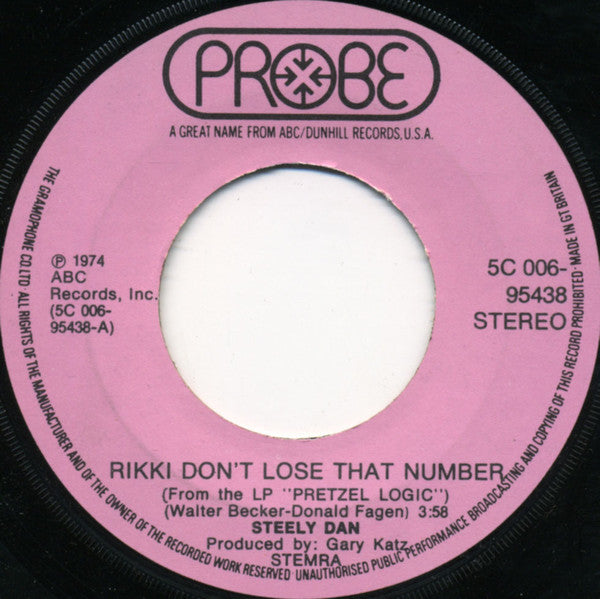 PROBE
A GREAT NAME FROM ABC/DUNHILL RECORDS, U.S.A.
℗ 1974
ABC
Records, Inc.
(5C 006-
95438-A)
5C 006-
95438
STEREO
RIKKI DON'T LOSE THAT NUMBER
(From the LP "PRETZEL LOGIC")
(Walter Becker-Donald Fagen) 3:58
STEELY DAN
Produced by: Gary Katz
STEMRA
THE GRAMOPHONE CO. LTD · ALL RIGHTS OF THE MANUFACTURER AND OF THE OWNER OF THE RECORDED WORK RESERVED · UNAUTHORISED PUBLIC PERFORMANCE BROADCASTING AND COPYING OF THIS RECORD PROHIBITED · MADE IN GT BRITAIN